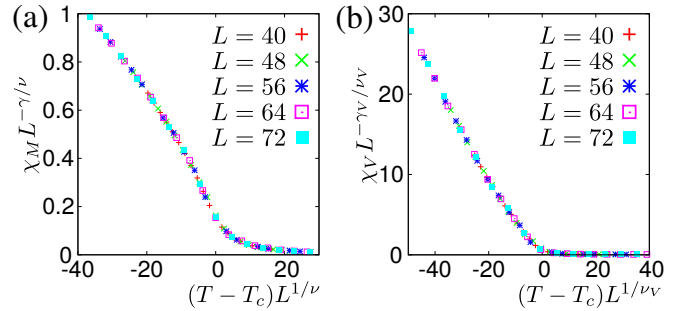 (a)
χ_M L^{-γ/ν}
1
0.8
0.6
0.4
0.2
0
-40 -20 0 20
(T − T_c)L^{1/ν}
L = 40
L = 48
L = 56
L = 64
L = 72
(b)
χ_V L^{-γ_V/ν_V}
30
20
10
0
-40 -20 0 20 40
(T − T_c)L^{1/ν_V}
L = 40
L = 48
L = 56
L = 64
L = 72